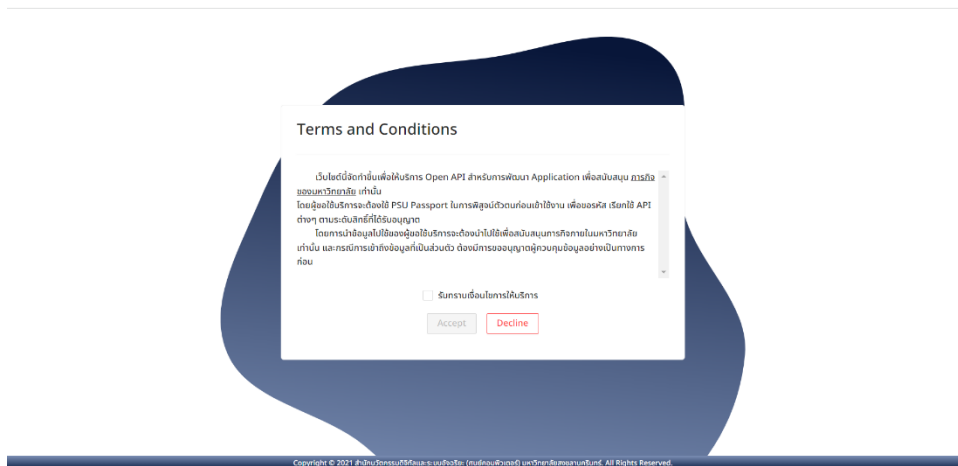 Terms and Conditions
เว็บไซต์นี้จัดทำขึ้นเพื่อให้บริการ Open API สำหรับการพัฒนา Application เพื่อสนับสนุน ภารกิจ
ของมหาวิทยาลัย เท่านั้น
โดยผู้ขอใช้บริการจะต้องใช้ PSU Passport ในการพิสูจน์ตัวตนก่อนเข้าใช้งาน เพื่อขอรหัส เรียกใช้ API
ต่างๆ ตามระดับสิทธิ์ที่ได้รับอนุญาต
โดยการนำข้อมูลไปใช้ของผู้ขอใช้บริการจะต้องนำไปใช้เพื่อสนับสนุนภารกิจภายในมหาวิทยาลัย
เท่านั้น และกรณีการเข้าถึงข้อมูลที่เป็นส่วนตัว ต้องมีการขออนุญาตผู้ควบคุมข้อมูลอย่างเป็นทางการ
ก่อน
รับทราบเงื่อนไขการให้บริการ
Accept Decline
Copyright © 2021 สำนักนวัตกรรมดิจิทัลและระบบอัจฉริยะ (ศูนย์คอมพิวเตอร์) มหาวิทยาลัยสงขลานครินทร์. All Rights Reserved.